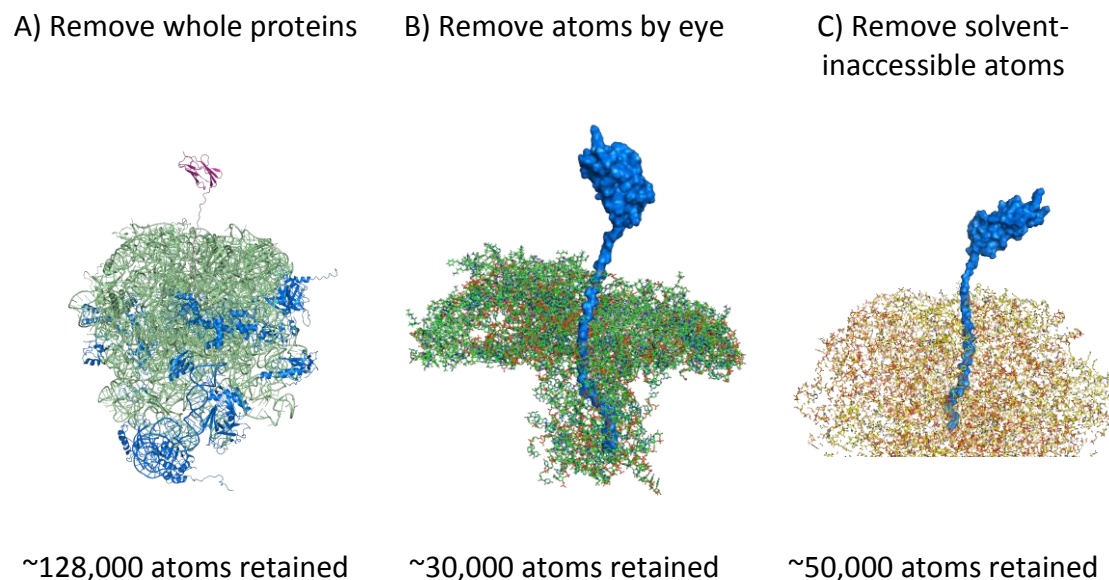 A) Remove whole proteins
B) Remove atoms by eye
C) Remove solvent-
inaccessible atoms
~128,000 atoms retained
~30,000 atoms retained
~50,000 atoms retained